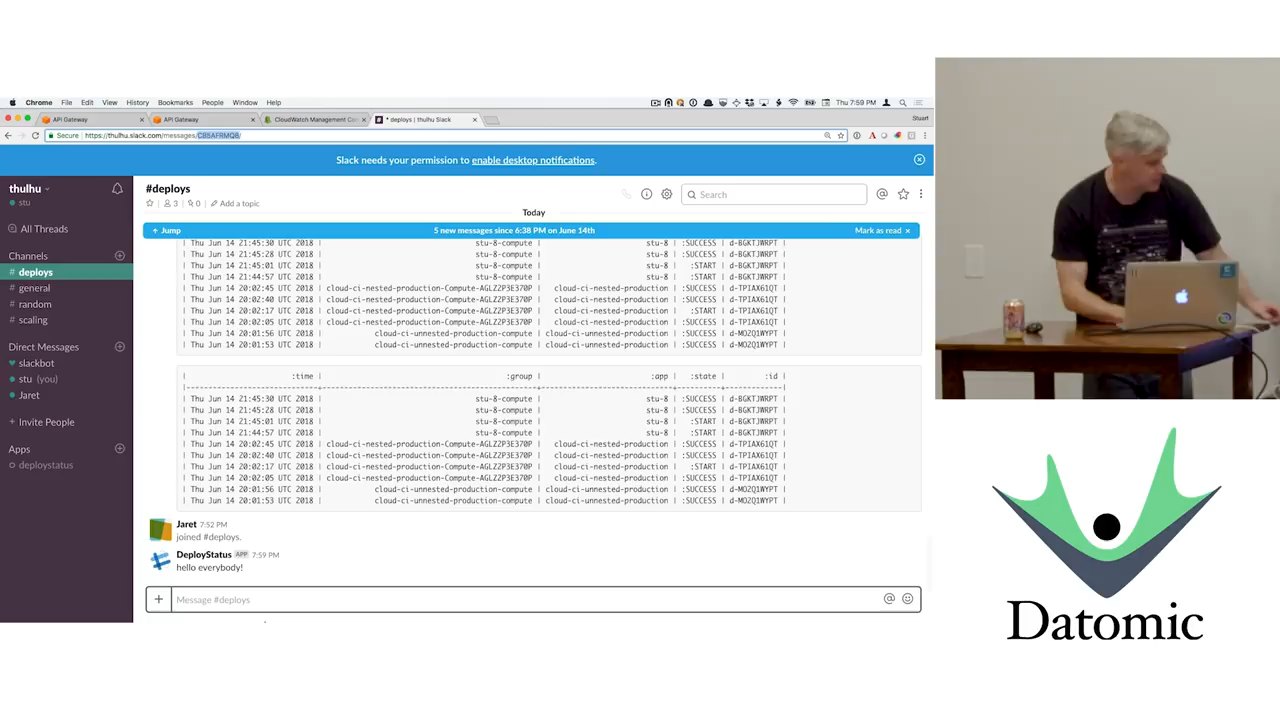 Chrome File Edit View History Bookmarks People Window Help Thu 7:59 PM
API Gateway API Gateway CloudWatch Management Co * deploys | thulhu Slack Stuart
Secure https://thulhu.slack.com/messages/CB5AFRMQ8/
Slack needs your permission to enable desktop notifications.
thulhu
stu
All Threads
Channels
# deploys
# general
# random
# scaling
Direct Messages
slackbot
stu (you)
Jaret
+ Invite People
Apps
deploystatus
#deploys
3 0 Add a topic
Search
Today
↑ Jump 5 new messages since 6:38 PM on June 14th Mark as read ×
| Thu Jun 14 21:45:30 UTC 2018 | stu-8-compute | stu-8 | :SUCCESS | d-BGKTJWRPT |
| Thu Jun 14 21:45:28 UTC 2018 | stu-8-compute | stu-8 | :SUCCESS | d-BGKTJWRPT |
| Thu Jun 14 21:45:01 UTC 2018 | stu-8-compute | stu-8 | :START | d-BGKTJWRPT |
| Thu Jun 14 21:44:57 UTC 2018 | stu-8-compute | stu-8 | :START | d-BGKTJWRPT |
| Thu Jun 14 20:02:45 UTC 2018 | cloud-ci-nested-production-Compute-AGLZZP3E370P | cloud-ci-nested-production | :SUCCESS | d-TPIAX61QT |
| Thu Jun 14 20:02:40 UTC 2018 | cloud-ci-nested-production-Compute-AGLZZP3E370P | cloud-ci-nested-production | :SUCCESS | d-TPIAX61QT |
| Thu Jun 14 20:02:17 UTC 2018 | cloud-ci-nested-production-Compute-AGLZZP3E370P | cloud-ci-nested-production | :START | d-TPIAX61QT |
| Thu Jun 14 20:02:05 UTC 2018 | cloud-ci-nested-production-Compute-AGLZZP3E370P | cloud-ci-nested-production | :SUCCESS | d-TPIAX61QT |
| Thu Jun 14 20:01:56 UTC 2018 | cloud-ci-unnested-production-compute | cloud-ci-unnested-production | :SUCCESS | d-MOZQ1WYPT |
| Thu Jun 14 20:01:53 UTC 2018 | cloud-ci-unnested-production-compute | cloud-ci-unnested-production | :SUCCESS | d-MOZQ1WYPT |
| :time | :group | :app | :state | :id |
| Thu Jun 14 21:45:30 UTC 2018 | stu-8-compute | stu-8 | :SUCCESS | d-BGKTJWRPT |
| Thu Jun 14 21:45:28 UTC 2018 | stu-8-compute | stu-8 | :SUCCESS | d-BGKTJWRPT |
| Thu Jun 14 21:45:01 UTC 2018 | stu-8-compute | stu-8 | :START | d-BGKTJWRPT |
| Thu Jun 14 21:44:57 UTC 2018 | stu-8-compute | stu-8 | :START | d-BGKTJWRPT |
| Thu Jun 14 20:02:45 UTC 2018 | cloud-ci-nested-production-Compute-AGLZZP3E370P | cloud-ci-nested-production | :SUCCESS | d-TPIAX61QT |
| Thu Jun 14 20:02:40 UTC 2018 | cloud-ci-nested-production-Compute-AGLZZP3E370P | cloud-ci-nested-production | :SUCCESS | d-TPIAX61QT |
| Thu Jun 14 20:02:17 UTC 2018 | cloud-ci-nested-production-Compute-AGLZZP3E370P | cloud-ci-nested-production | :START | d-TPIAX61QT |
| Thu Jun 14 20:02:05 UTC 2018 | cloud-ci-nested-production-Compute-AGLZZP3E370P | cloud-ci-nested-production | :SUCCESS | d-TPIAX61QT |
| Thu Jun 14 20:01:56 UTC 2018 | cloud-ci-unnested-production-compute | cloud-ci-unnested-production | :SUCCESS | d-MOZQ1WYPT |
| Thu Jun 14 20:01:53 UTC 2018 | cloud-ci-unnested-production-compute | cloud-ci-unnested-production | :SUCCESS | d-MOZQ1WYPT |
Jaret 7:52 PM
joined #deploys.
DeployStatus APP 7:59 PM
hello everybody!
+ Message #deploys
Datomic